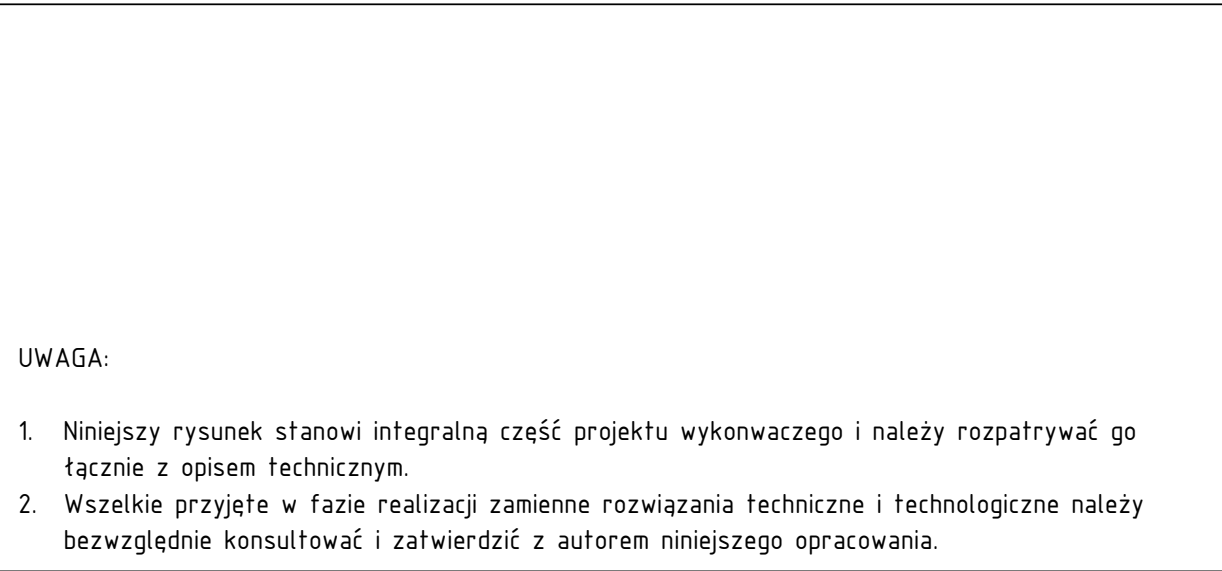 UWAGA:
1. Niniejszy rysunek stanowi integralną część projektu wykonwaczego i należy rozpatrywać go
łącznie z opisem technicznym.
2. Wszelkie przyjęte w fazie realizacji zamienne rozwiązania techniczne i technologiczne należy
bezwzględnie konsultować i zatwierdzić z autorem niniejszego opracowania.